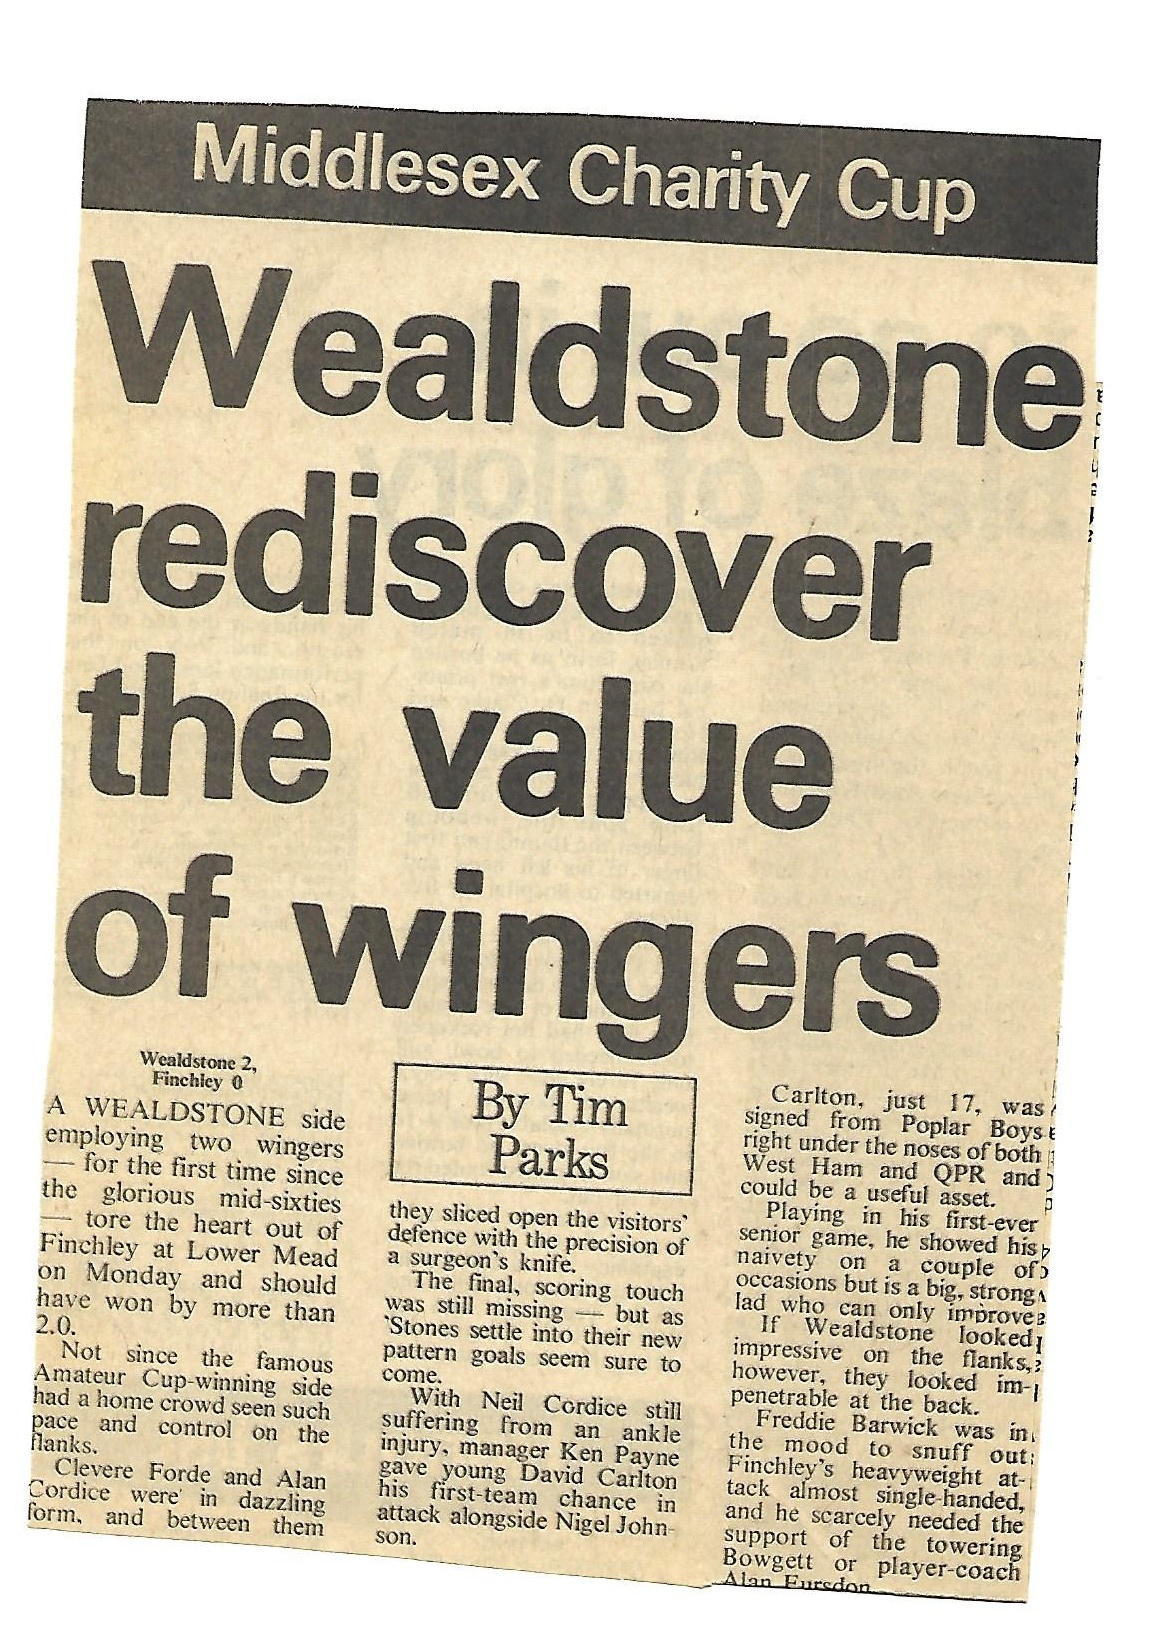 Middlesex Charity Cup
Wealdstone
rediscover
the value
of wingers
Wealdstone 2,
Finchley 0
A WEALDSTONE side
employing two wingers
— for the first time since
the glorious mid-sixties
— tore the heart out of
Finchley at Lower Mead
on Monday and should
have won by more than
2.0.
Not since the famous
Amateur Cup-winning side
had a home crowd seen such
pace and control on the
flanks.
Clevere Forde and Alan
Cordice were in dazzling
form, and between them
By Tim
Parks
they sliced open the visitors'
defence with the precision of
a surgeon's knife.
The final, scoring touch
was still missing — but as
'Stones settle into their new
pattern goals seem sure to
come.
With Neil Cordice still
suffering from an ankle
injury, manager Ken Payne
gave young David Carlton
his first-team chance in
attack alongside Nigel John-
son.
Carlton, just 17, was
signed from Poplar Boys
right under the noses of both
West Ham and QPR and
could be a useful asset.
Playing in his first-ever
senior game, he showed his
naivety on a couple of
occasions but is a big, strong
lad who can only improve.
If Wealdstone looked
impressive on the flanks,
however, they looked im-
penetrable at the back.
Freddie Barwick was in
the mood to snuff out
Finchley's heavyweight at-
tack almost single-handed,
and he scarcely needed the
support of the towering
Bowgett or player-coach
Alan Fursdon